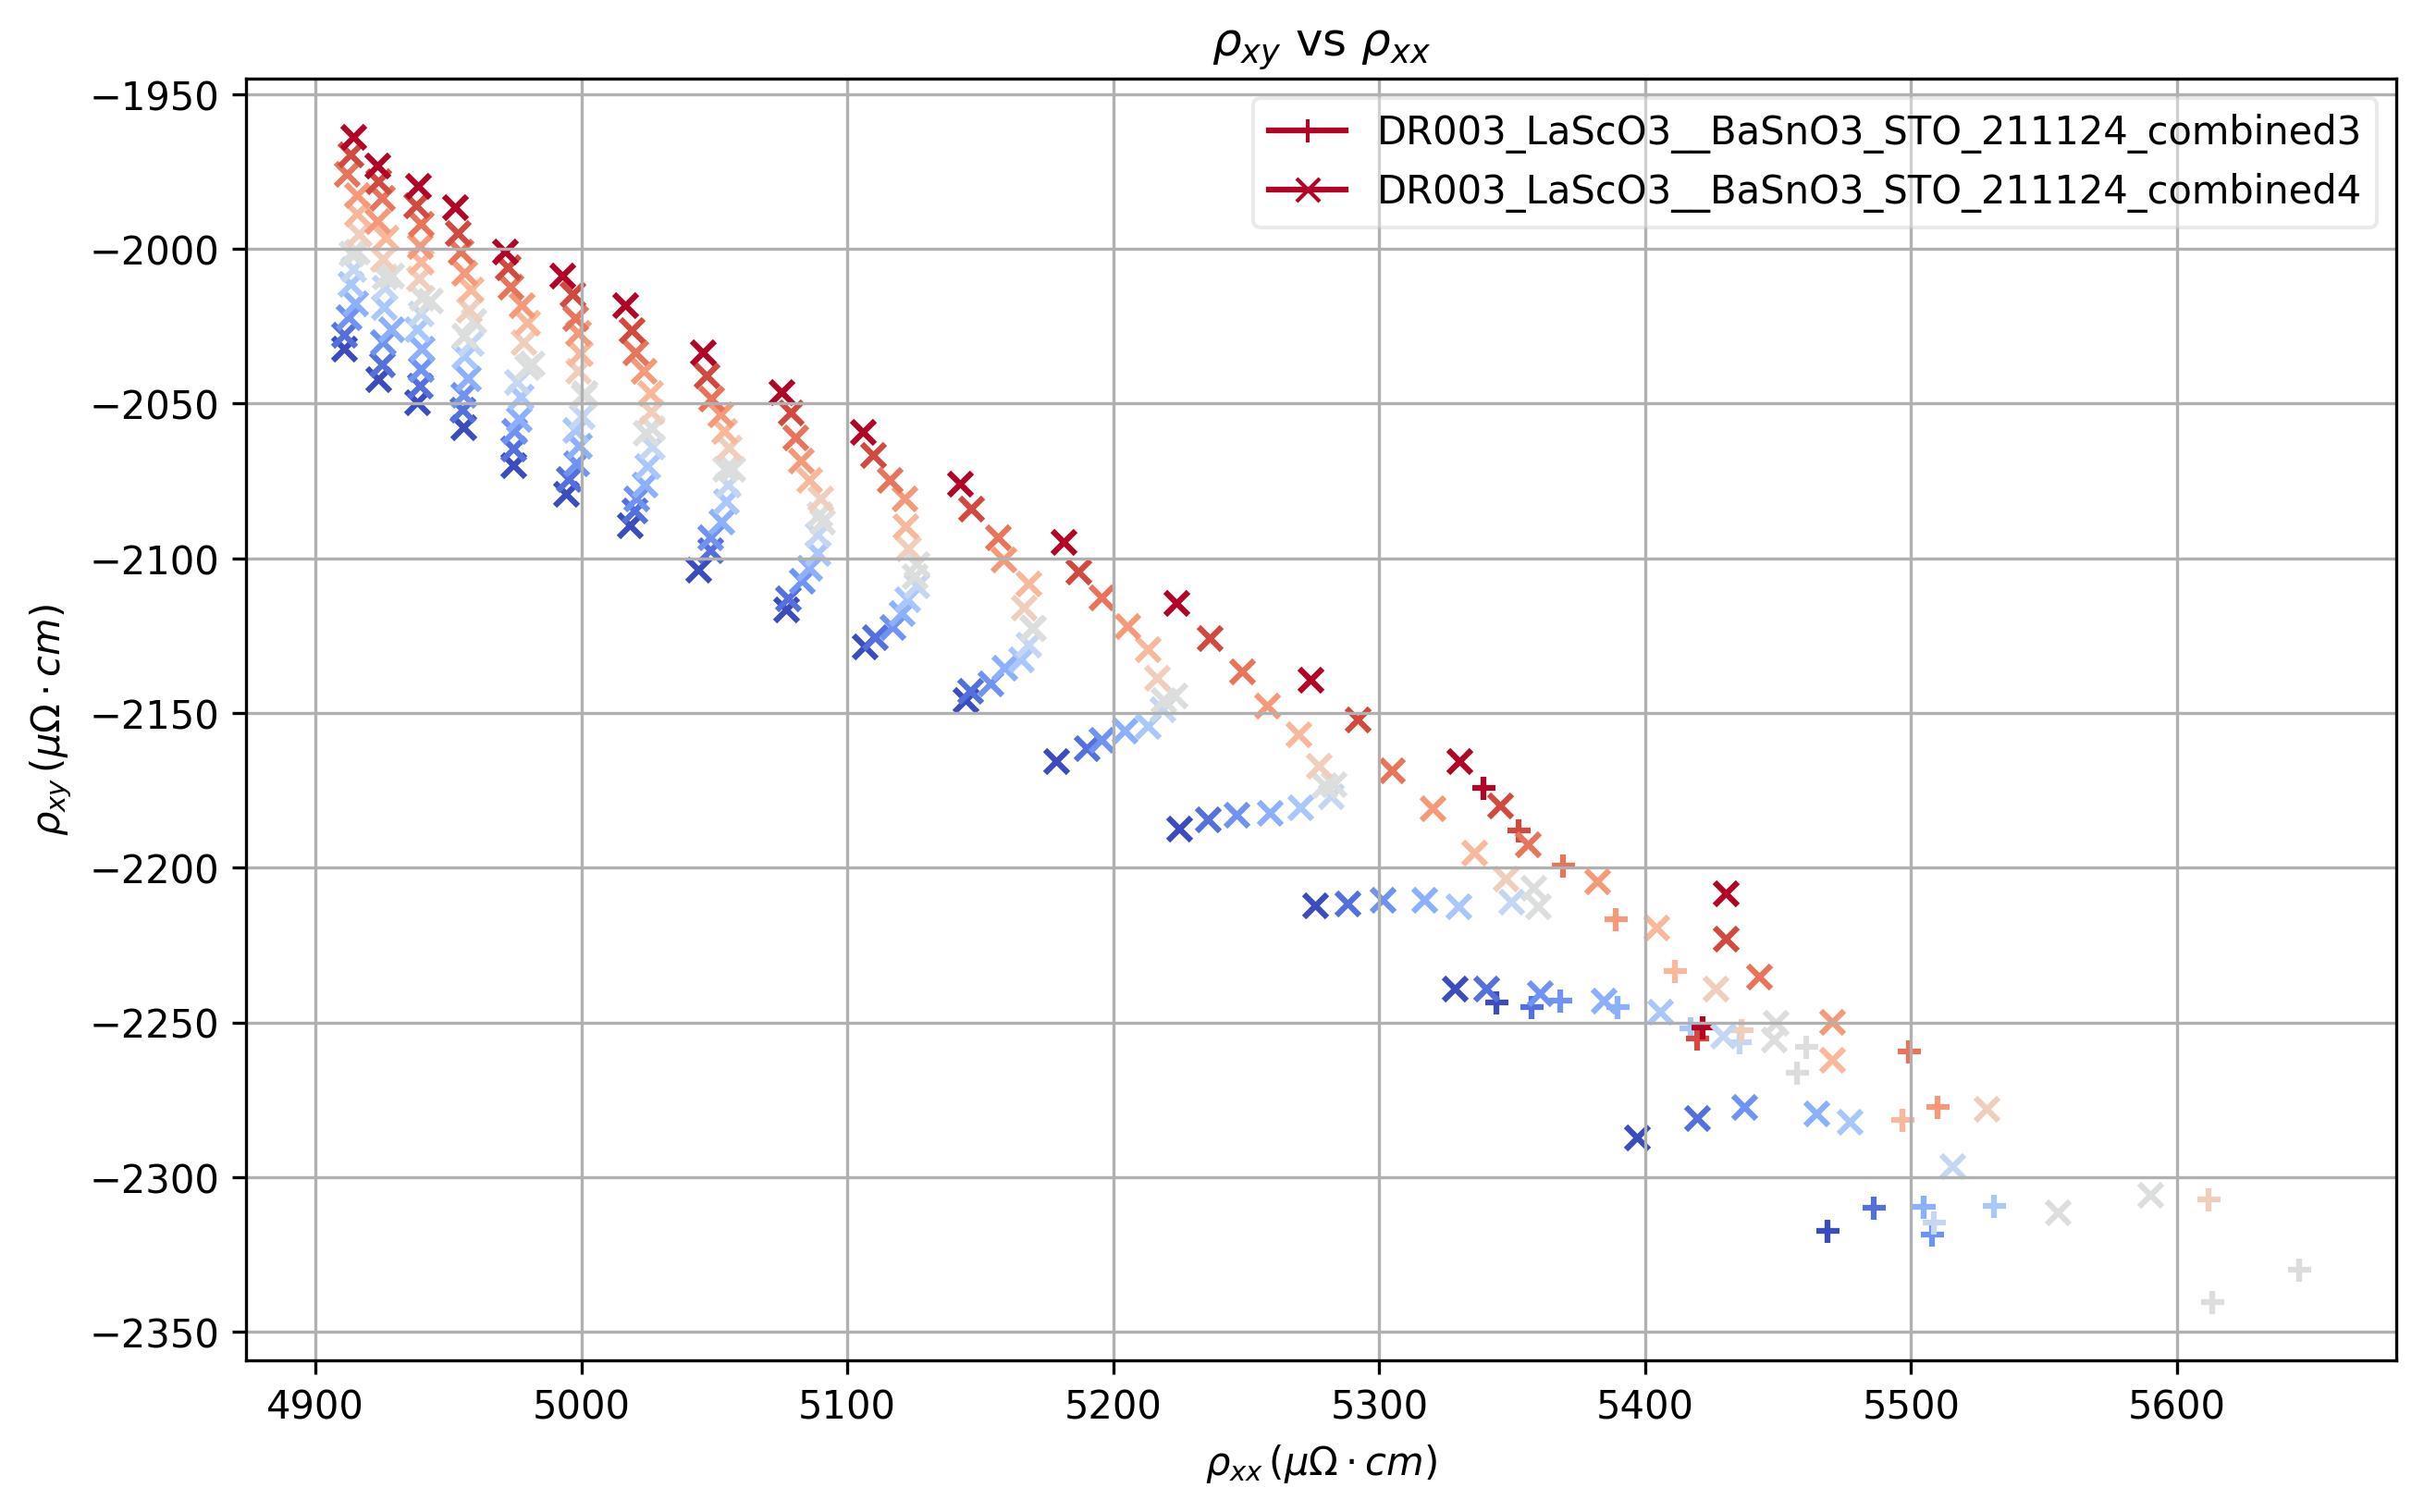 ρxy vs ρxx
DR003_LaScO3__BaSnO3_STO_211124_combined3
DR003_LaScO3__BaSnO3_STO_211124_combined4
−1950
−2000
−2050
−2100
−2150
−2200
−2250
−2300
−2350
ρxy (μΩ · cm)
4900 5000 5100 5200 5300 5400 5500 5600
ρxx (μΩ · cm)